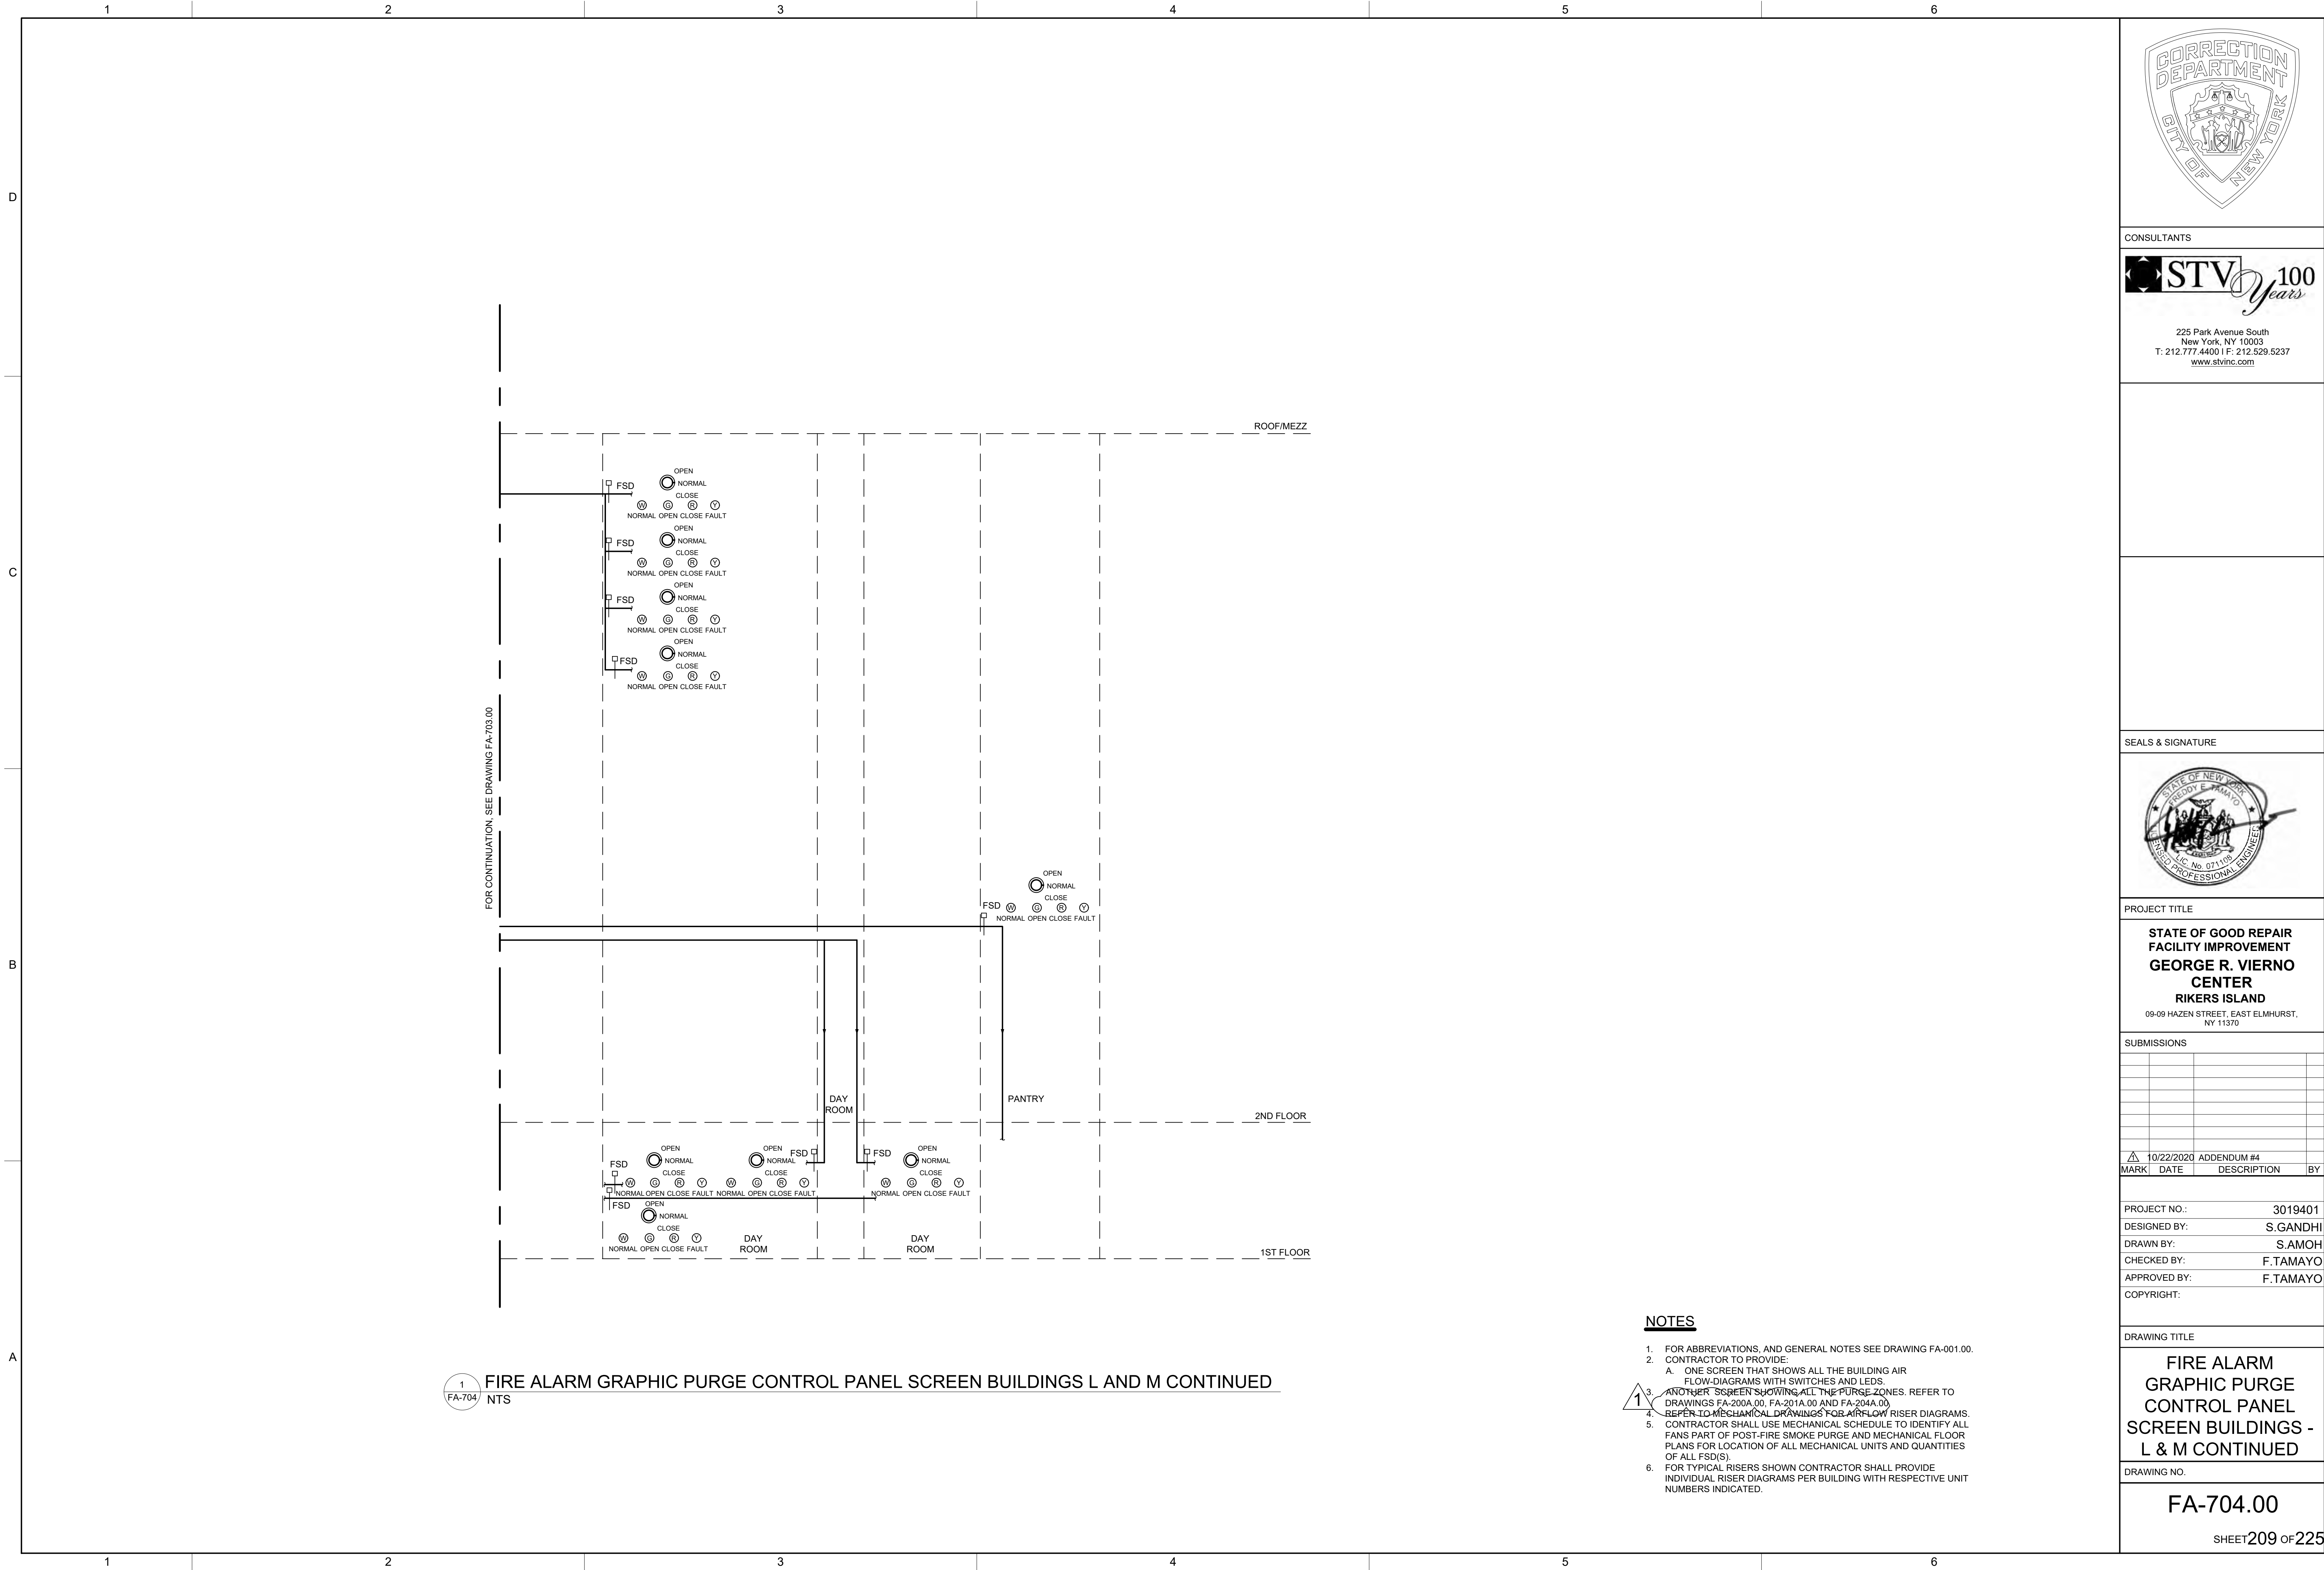 1 2 3 4 5 6
D
C
B
A
ROOF/MEZZ
OPEN
FSD
NORMAL
CLOSE
W G R Y
NORMAL OPEN CLOSE FAULT
OPEN
FSD
NORMAL
CLOSE
W G R Y
NORMAL OPEN CLOSE FAULT
OPEN
FSD
NORMAL
CLOSE
W G R Y
NORMAL OPEN CLOSE FAULT
OPEN
FSD
NORMAL
CLOSE
W G R Y
NORMAL OPEN CLOSE FAULT
FOR CONTINUATION, SEE DRAWING FA-703.00
OPEN
NORMAL
CLOSE
FSD W G R Y
NORMAL OPEN CLOSE FAULT
DAY
ROOM
PANTRY
2ND FLOOR
OPEN
FSD
NORMAL
CLOSE
W G R Y
NORMAL OPEN CLOSE FAULT
OPEN
FSD
NORMAL
CLOSE
W G R Y
NORMAL OPEN CLOSE FAULT
FSD
OPEN
NORMAL
CLOSE
W G R Y
NORMAL OPEN CLOSE FAULT
FSD
OPEN
NORMAL
CLOSE
W G R Y
NORMAL OPEN CLOSE FAULT
DAY
ROOM
DAY
ROOM
1ST FLOOR
1
FA-704
FIRE ALARM GRAPHIC PURGE CONTROL PANEL SCREEN BUILDINGS L AND M CONTINUED
NTS
NOTES
1. FOR ABBREVIATIONS, AND GENERAL NOTES SEE DRAWING FA-001.00.
2. CONTRACTOR TO PROVIDE:
A. ONE SCREEN THAT SHOWS ALL THE BUILDING AIR
FLOW-DIAGRAMS WITH SWITCHES AND LEDS.
1
3. ANOTHER SCREEN SHOWING ALL THE PURGE ZONES. REFER TO
DRAWINGS FA-200A.00, FA-201A.00 AND FA-204A.00
4. REFER TO MECHANICAL DRAWINGS FOR AIRFLOW RISER DIAGRAMS.
5. CONTRACTOR SHALL USE MECHANICAL SCHEDULE TO IDENTIFY ALL
FANS PART OF POST-FIRE SMOKE PURGE AND MECHANICAL FLOOR
PLANS FOR LOCATION OF ALL MECHANICAL UNITS AND QUANTITIES
OF ALL FSD(S).
6. FOR TYPICAL RISERS SHOWN CONTRACTOR SHALL PROVIDE
INDIVIDUAL RISER DIAGRAMS PER BUILDING WITH RESPECTIVE UNIT
NUMBERS INDICATED.
1 2 3 4 5 6
CORRECTION
DEPARTMENT
CITY OF NEW YORK
CONSULTANTS
STV 100
Years
225 Park Avenue South
New York, NY 10003
T: 212.777.4400 I F: 212.529.5237
www.stvinc.com
SEALS & SIGNATURE
STATE OF NEW YORK
FREDDY E. TAMAYO
LIC. No. 071108
LICENSED PROFESSIONAL ENGINEER
PROJECT TITLE
STATE OF GOOD REPAIR
FACILITY IMPROVEMENT
GEORGE R. VIERNO
CENTER
RIKERS ISLAND
09-09 HAZEN STREET, EAST ELMHURST,
NY 11370
SUBMISSIONS
1 10/22/2020 ADDENDUM #4
MARK DATE DESCRIPTION BY
PROJECT NO.: 3019401
DESIGNED BY: S.GANDHI
DRAWN BY: S.AMOH
CHECKED BY: F.TAMAYO
APPROVED BY: F.TAMAYO
COPYRIGHT:
DRAWING TITLE
FIRE ALARM
GRAPHIC PURGE
CONTROL PANEL
SCREEN BUILDINGS -
L & M CONTINUED
DRAWING NO.
FA-704.00
SHEET 209 OF 225